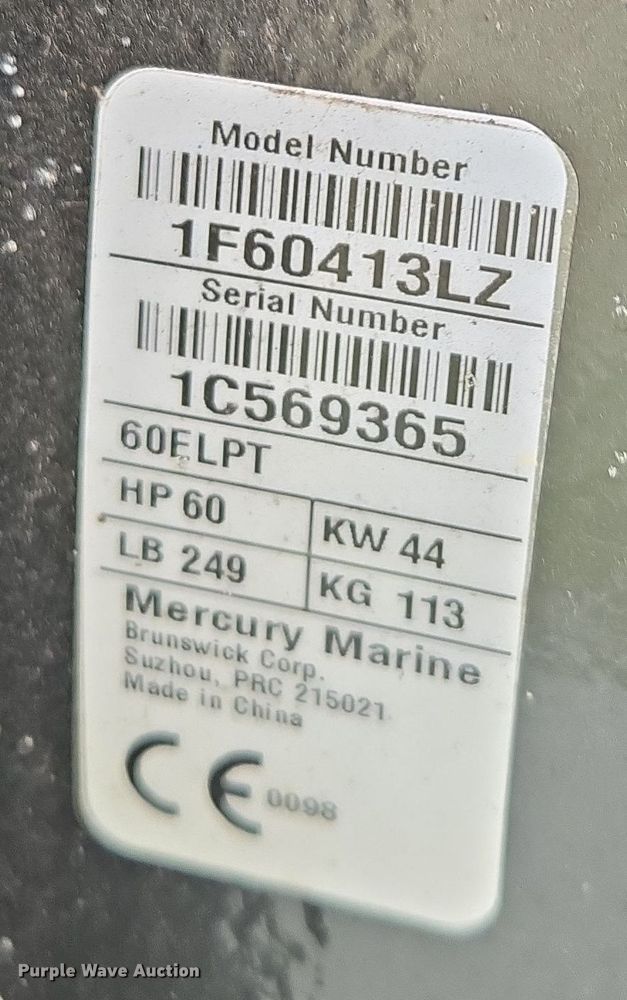 Model Number
1F60413LZ
Serial Number
1C569365
60ELPT
HP 60
KW 44
LB 249
KG 113
Mercury Marine
Brunswick Corp.
Suzhou, PRC 215021
Made in China
CE 0098
Purple Wave Auction